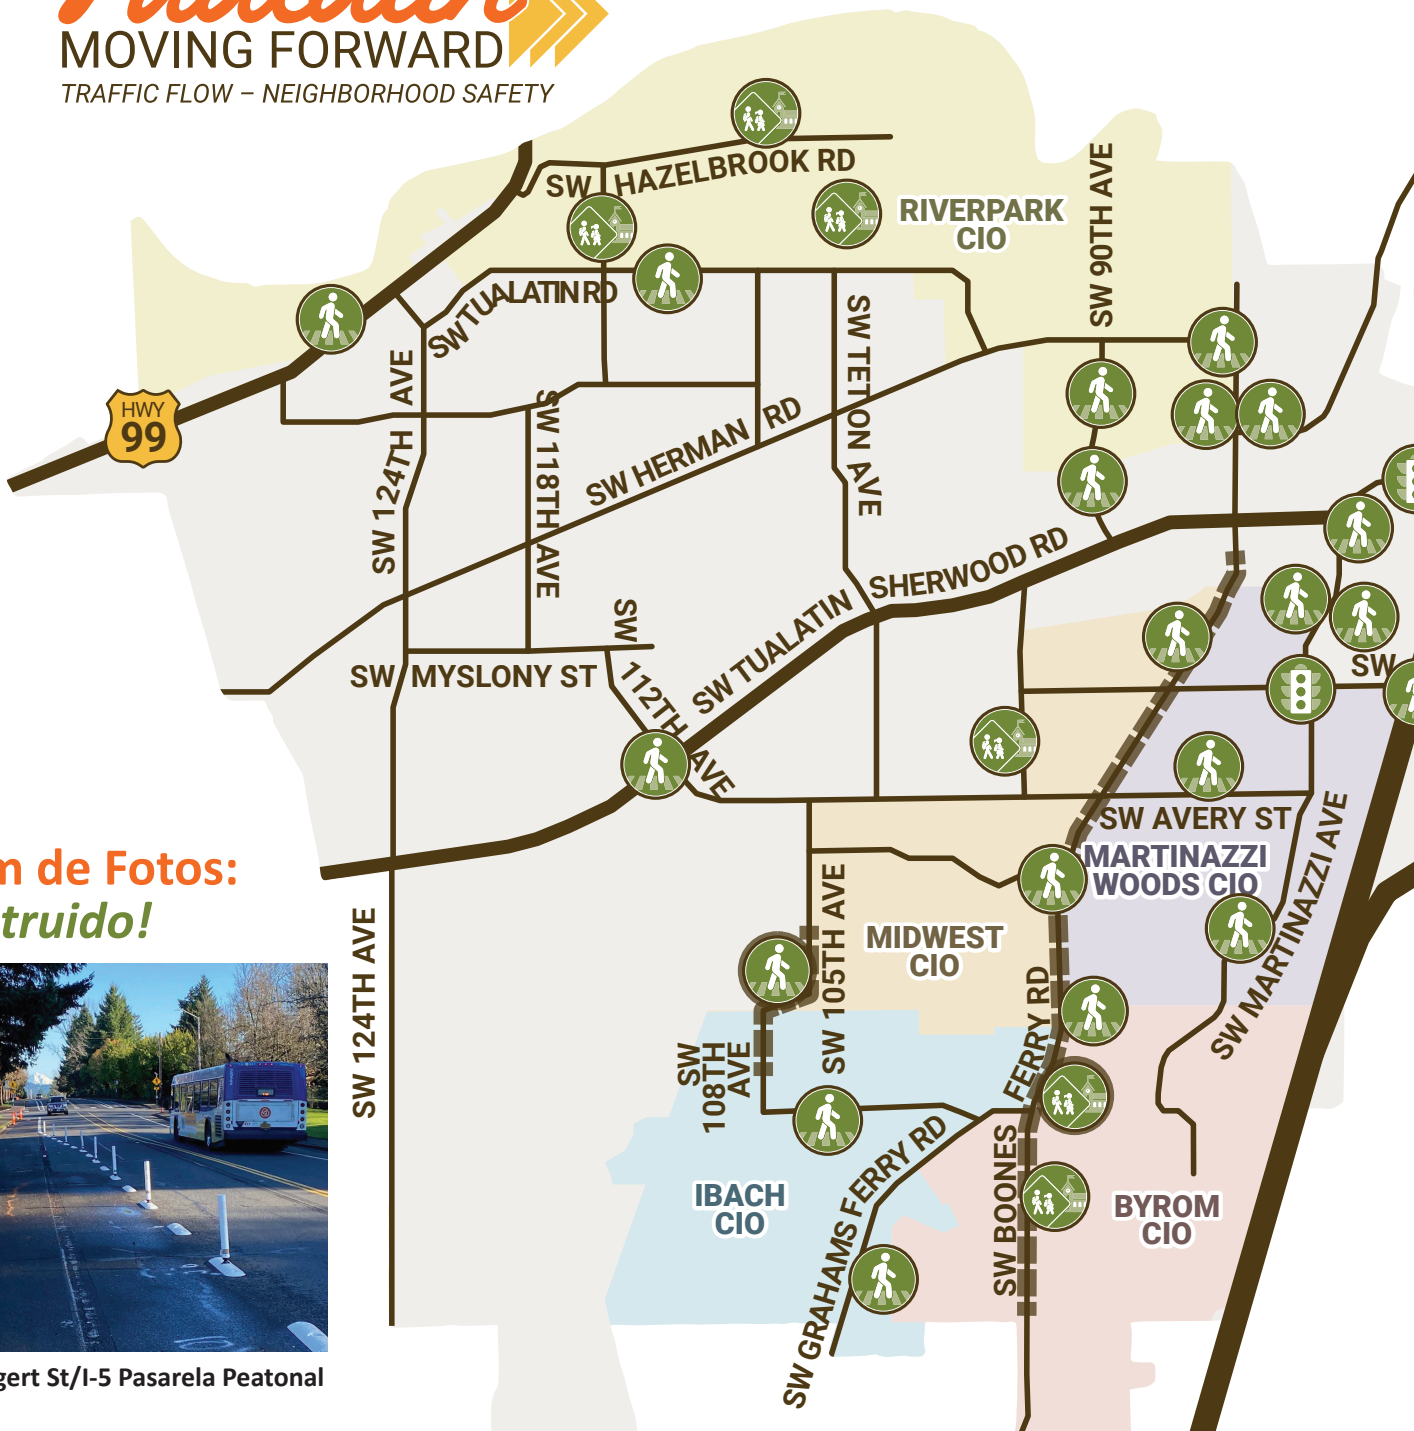 Tualatin
MOVING FORWARD
TRAFFIC FLOW – NEIGHBORHOOD SAFETY
SW HAZELBROOK RD
RIVERPARK
CIO
SW 90TH AVE
SW TUALATIN RD
SW TETON AVE
HWY
99
SW 124TH AVE
SW 118TH AVE
SW HERMAN RD
SW TUALATIN SHERWOOD RD
SW MYSLONY ST
SW 112TH AVE
SW
SW AVERY ST
MARTINAZZI
WOODS CIO
SW MARTINAZZI AVE
m de Fotos:
truido!
MIDWEST
CIO
SW 105TH AVE
SW 124TH AVE
SW
108TH
AVE
SW BOONES FERRY RD
IBACH
CIO
SW GRAHAMS FERRY RD
BYROM
CIO
gert St/I-5 Pasarela Peatonal